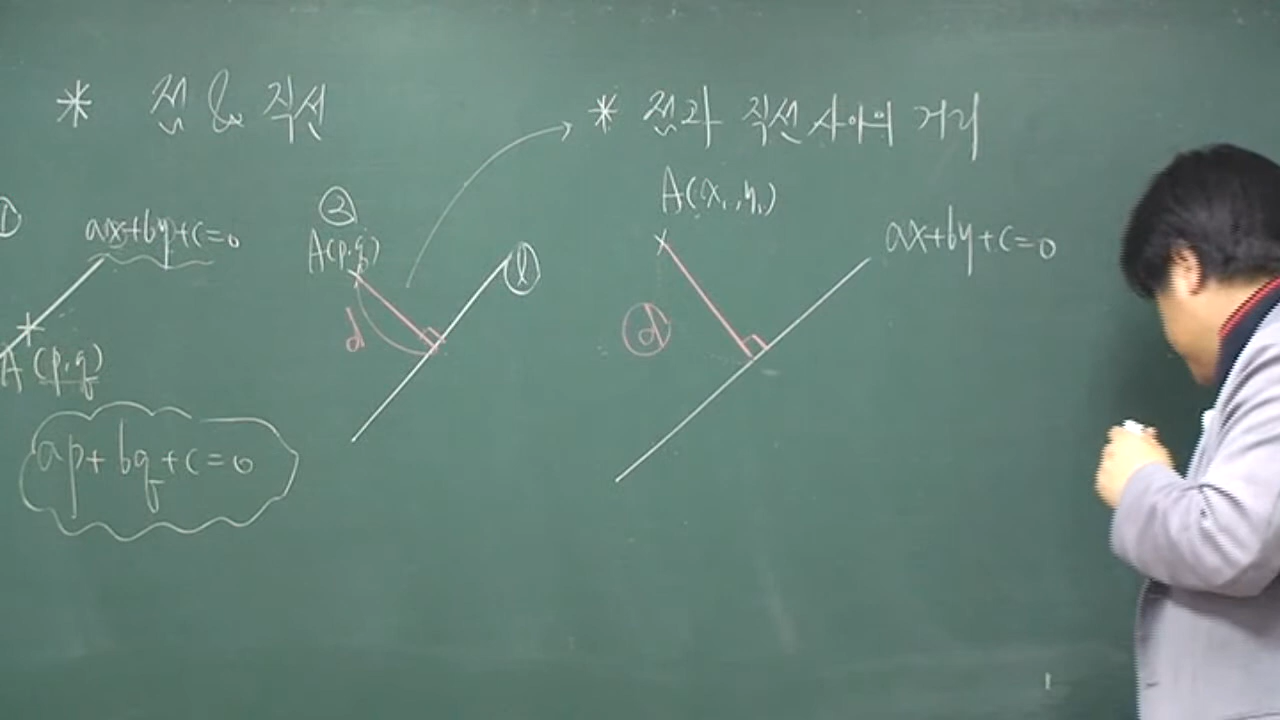 * 점 & 직선
①
ax+by+c=0
A(p,q)
ap+bq+c=0
②
A(p,q)
d
ℓ
* 점과 직선 사이의 거리
A(x₁,y₁)
ax+by+c=0
d